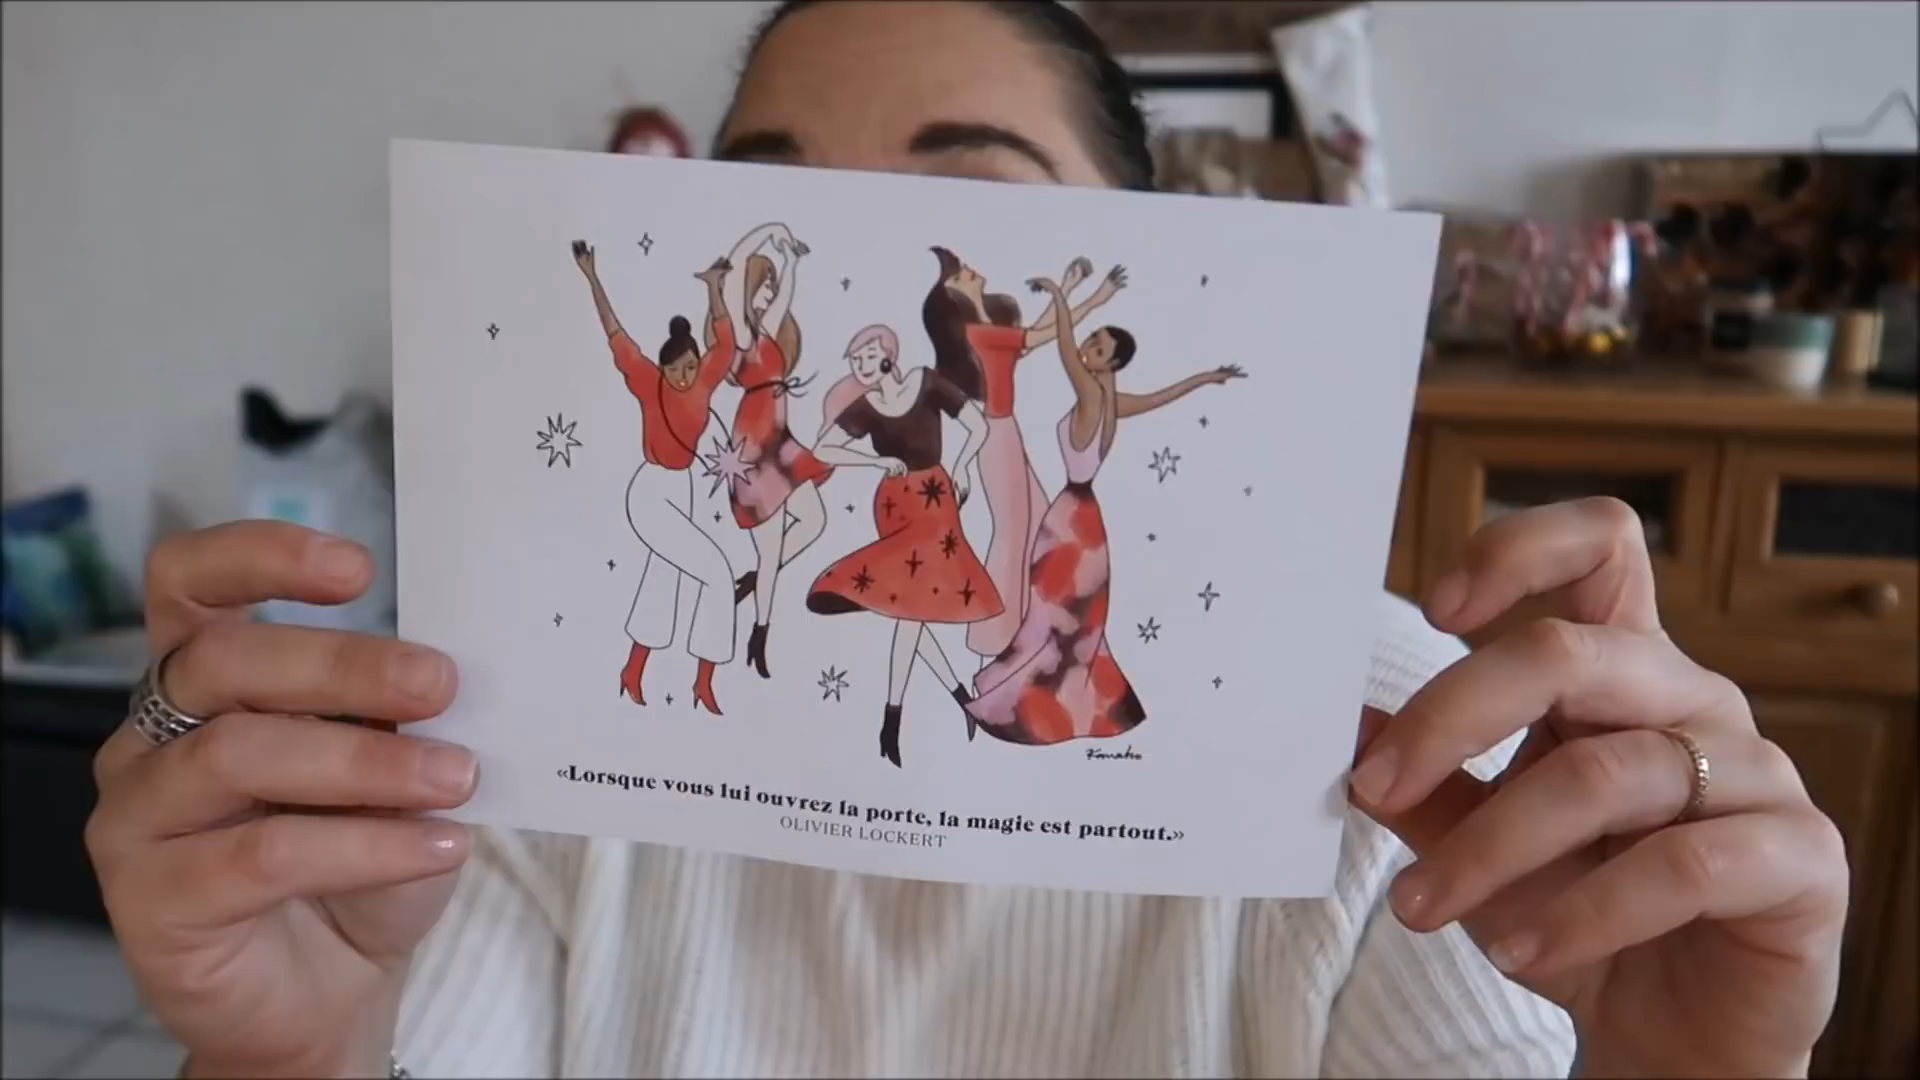 «Lorsque vous lui ouvrez la porte, la magie est partout.»
OLIVIER LOCKERT